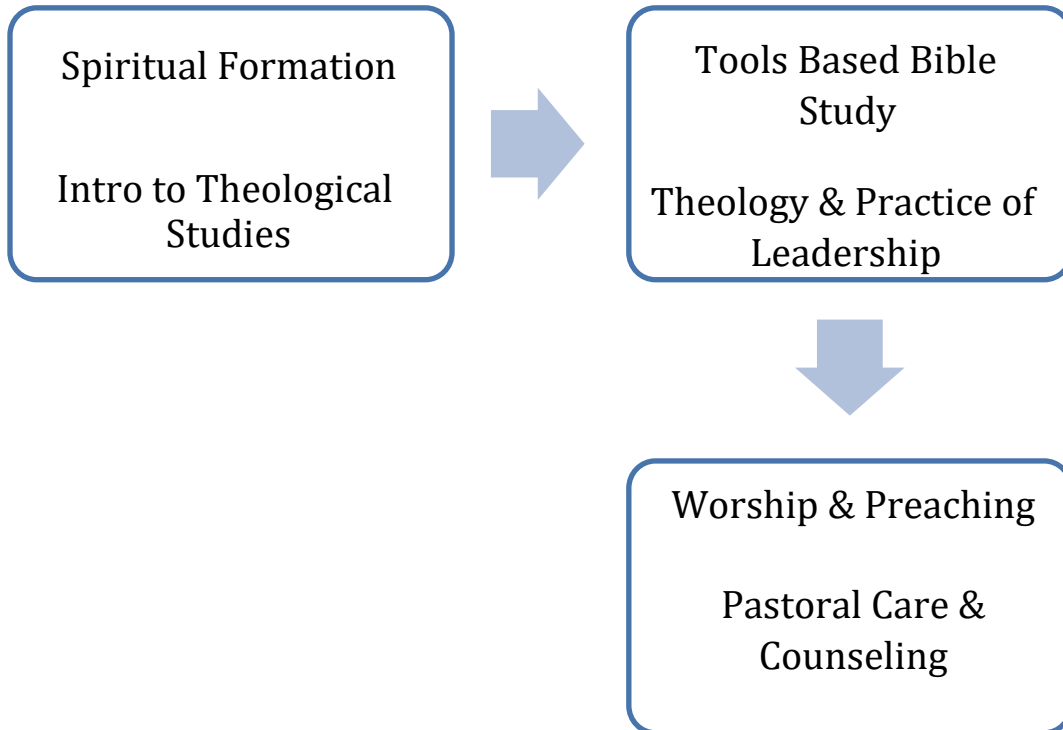 Spiritual Formation
Intro to Theological
Studies
Tools Based Bible
Study
Theology & Practice of
Leadership
Worship & Preaching
Pastoral Care &
Counseling